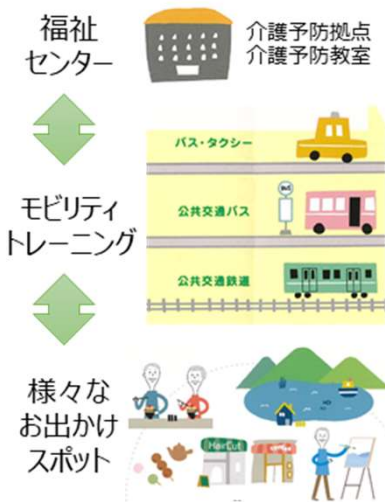 福祉
センター
介護予防拠点
介護予防教室
バス・タクシー
モビリティ
トレーニング
公共交通バス
BUS
公共交通鉄道
様々な
お出かけ
スポット
HairCut